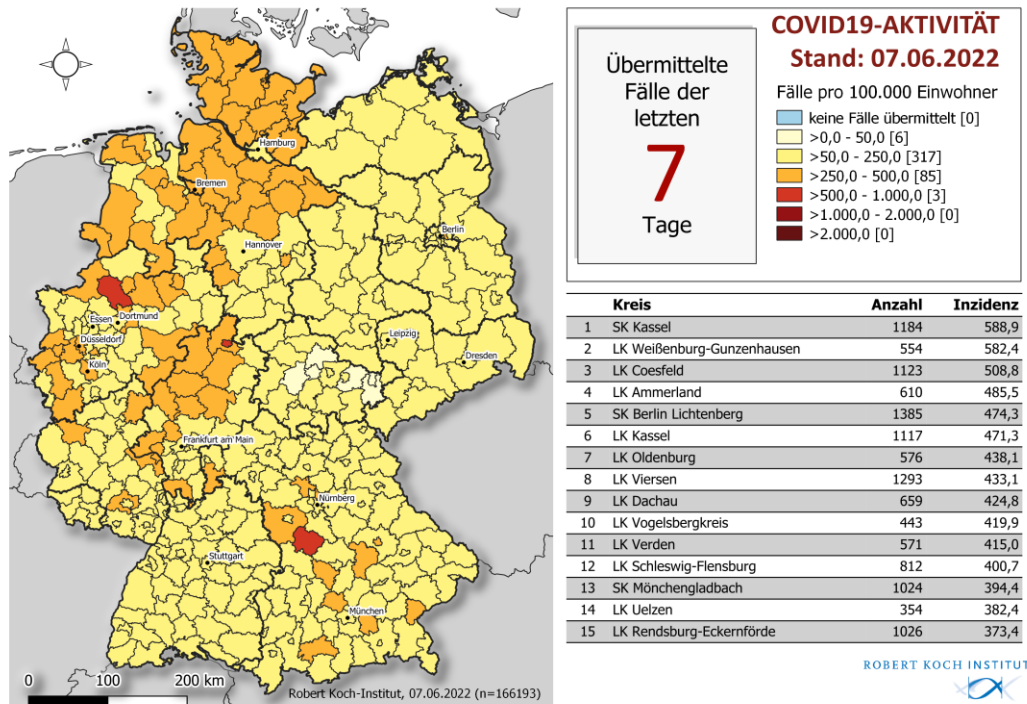 COVID19-AKTIVITÄT
Stand: 07.06.2022
Übermittelte
Fälle der
letzten
7
Tage
Fälle pro 100.000 Einwohner
keine Fälle übermittelt [0]
>0,0 - 50,0 [6]
>50,0 - 250,0 [317]
>250,0 - 500,0 [85]
>500,0 - 1.000,0 [3]
>1.000,0 - 2.000,0 [0]
>2.000,0 [0]
Hamburg
Bremen
Berlin
Hannover
Essen
Dortmund
Düsseldorf
Köln
Leipzig
Dresden
Frankfurt am Main
Nürnberg
Stuttgart
München
0 100 200 km
Robert Koch-Institut, 07.06.2022 (n=166193)
Kreis Anzahl Inzidenz
1 SK Kassel 1184 588,9
2 LK Weißenburg-Gunzenhausen 554 582,4
3 LK Coesfeld 1123 508,8
4 LK Ammerland 610 485,5
5 SK Berlin Lichtenberg 1385 474,3
6 LK Kassel 1117 471,3
7 LK Oldenburg 576 438,1
8 LK Viersen 1293 433,1
9 LK Dachau 659 424,8
10 LK Vogelsbergkreis 443 419,9
11 LK Verden 571 415,0
12 LK Schleswig-Flensburg 812 400,7
13 SK Mönchengladbach 1024 394,4
14 LK Uelzen 354 382,4
15 LK Rendsburg-Eckernförde 1026 373,4
ROBERT KOCH INSTITUT